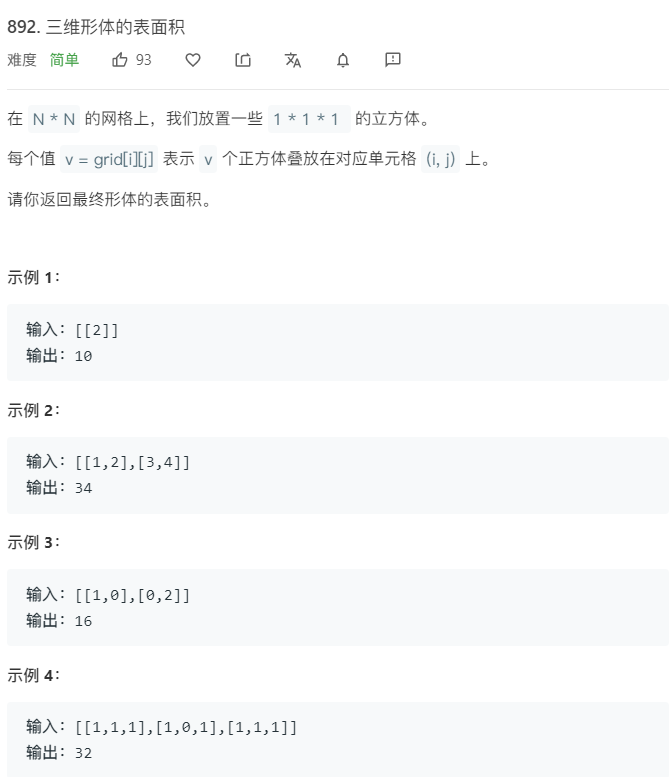 892. 三维形体的表面积
难度 简单 93
在 N * N 的网格上，我们放置一些 1 * 1 * 1 的立方体。
每个值 v = grid[i][j] 表示 v 个正方体叠放在对应单元格 (i, j) 上。
请你返回最终形体的表面积。
示例 1：
输入：[[2]]
输出：10
示例 2：
输入：[[1,2],[3,4]]
输出：34
示例 3：
输入：[[1,0],[0,2]]
输出：16
示例 4：
输入：[[1,1,1],[1,0,1],[1,1,1]]
输出：32